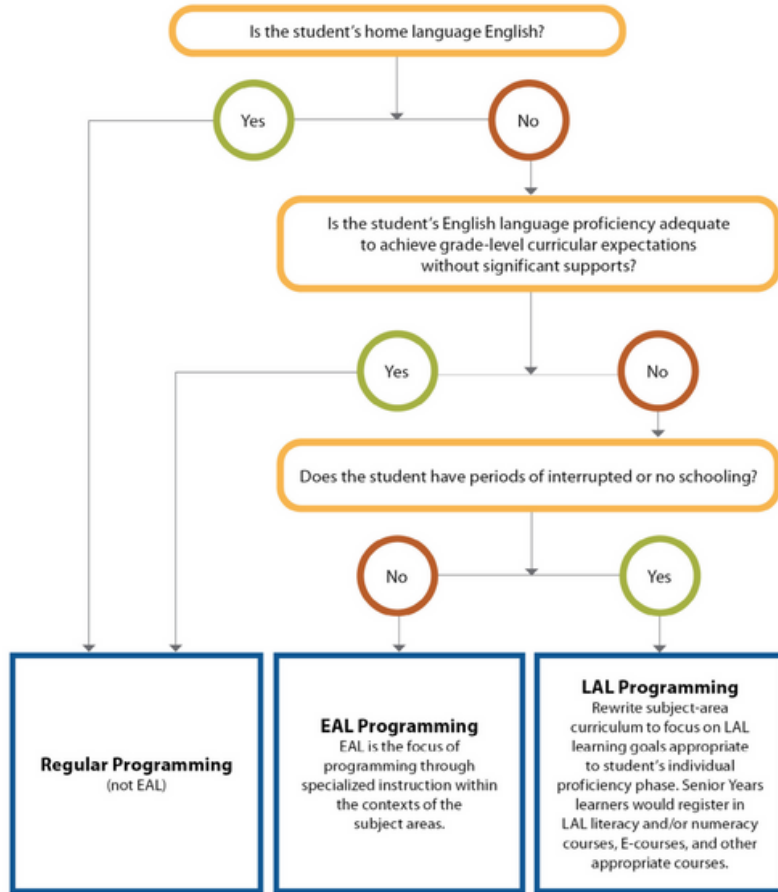 Is the student's home language English?
Yes
No
Is the student's English language proficiency adequate
to achieve grade-level curricular expectations
without significant supports?
Yes
No
Does the student have periods of interrupted or no schooling?
No
Yes
Regular Programming
(not EAL)
EAL Programming
EAL is the focus of
programming through
specialized instruction within
the contexts of the
subject areas.
LAL Programming
Rewrite subject-area
curriculum to focus on LAL
learning goals appropriate
to student's individual
proficiency phase. Senior Years
learners would register in
LAL literacy and/or numeracy
courses, E-courses, and other
appropriate courses.